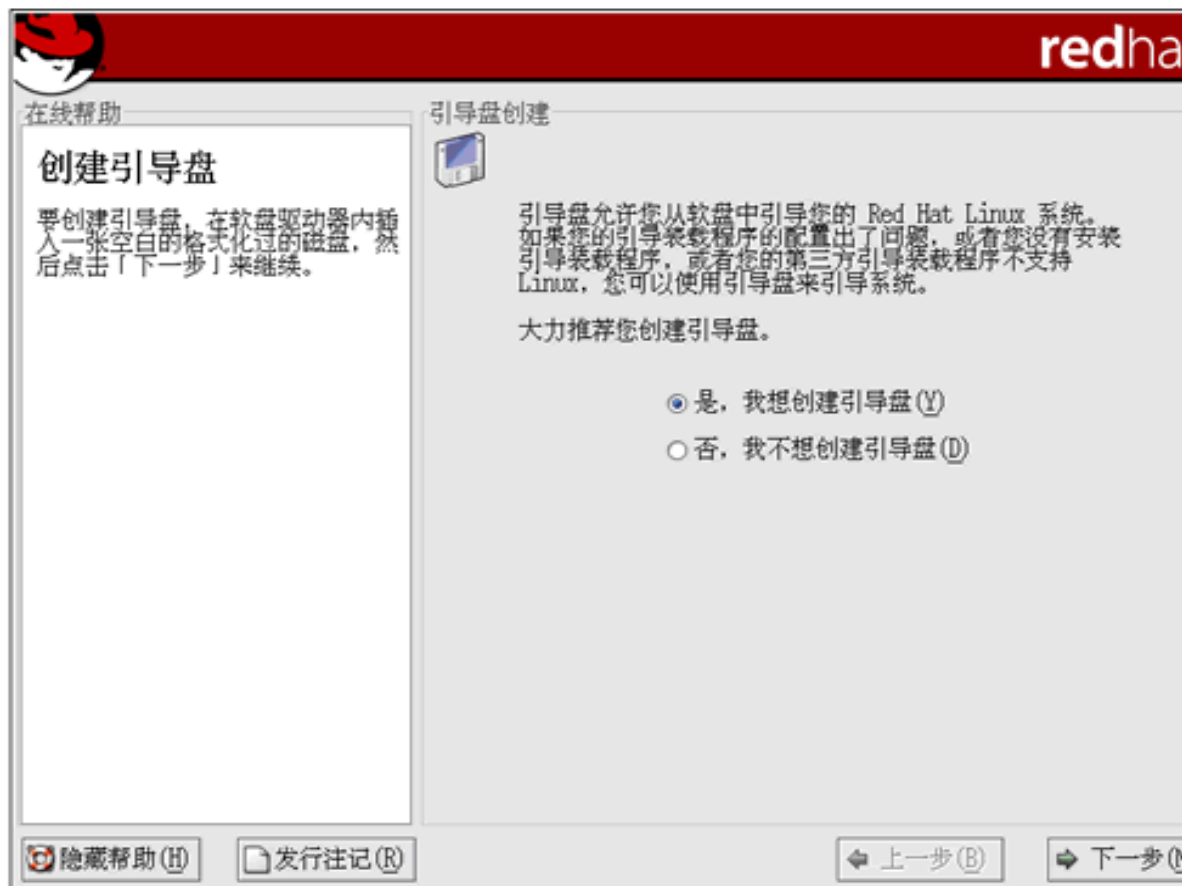 redha
在线帮助
创建引导盘
要创建引导盘，在软盘驱动器内插
入一张空白的格式化过的磁盘，然
后点击「下一步」来继续。
引导盘创建
引导盘允许您从软盘中引导您的 Red Hat Linux 系统。
如果您的引导装载程序的配置出了问题，或者您没有安装
引导装载程序，或者您的第三方引导装载程序不支持
Linux，您可以使用引导盘来引导系统。
大力推荐您创建引导盘。
是，我想创建引导盘(Y)
否，我不想创建引导盘(D)
隐藏帮助(H)
发行注记(R)
上一步(B)
下一步(N